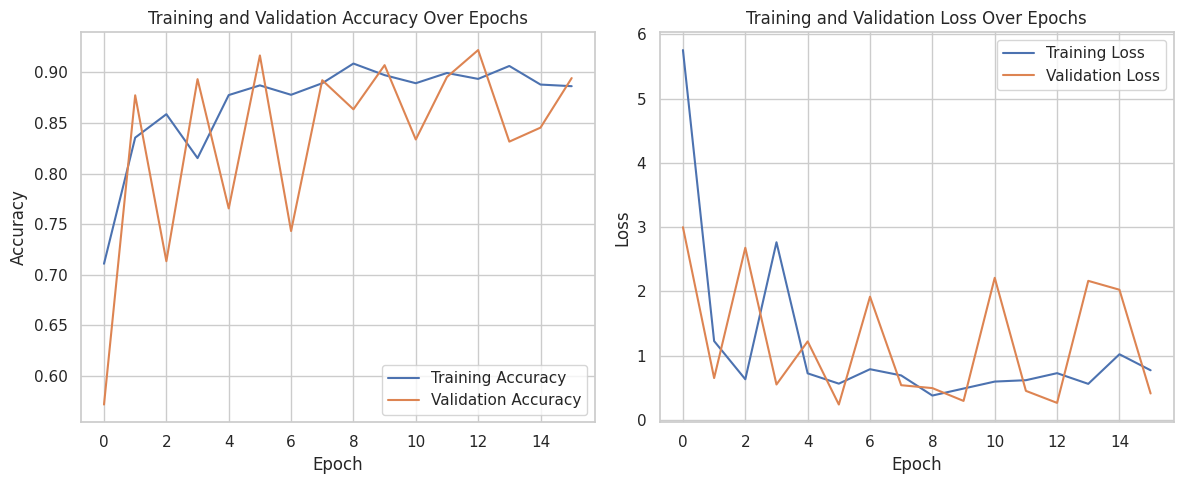 Training and Validation Accuracy Over Epochs
0.90
0.85
0.80
0.75
0.70
0.65
0.60
Accuracy
Training Accuracy
Validation Accuracy
0 2 4 6 8 10 12 14
Epoch
Training and Validation Loss Over Epochs
6
5
4
3
2
1
0
Loss
Training Loss
Validation Loss
0 2 4 6 8 10 12 14
Epoch